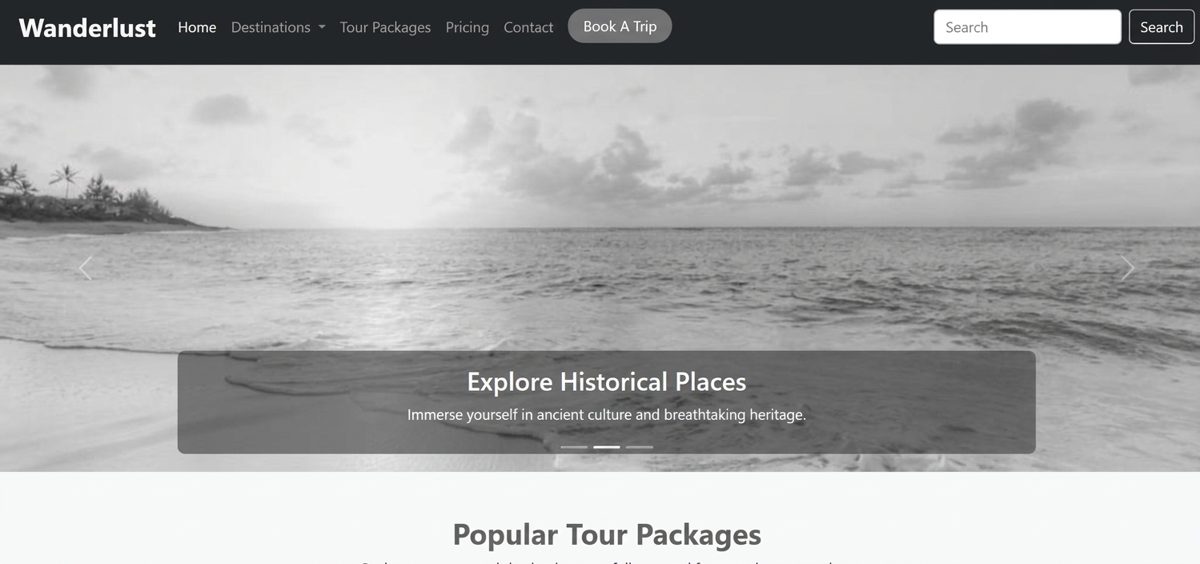 Wanderlust Home Destinations Tour Packages Pricing Contact Book A Trip Search Search
Explore Historical Places
Immerse yourself in ancient culture and breathtaking heritage.
Popular Tour Packages